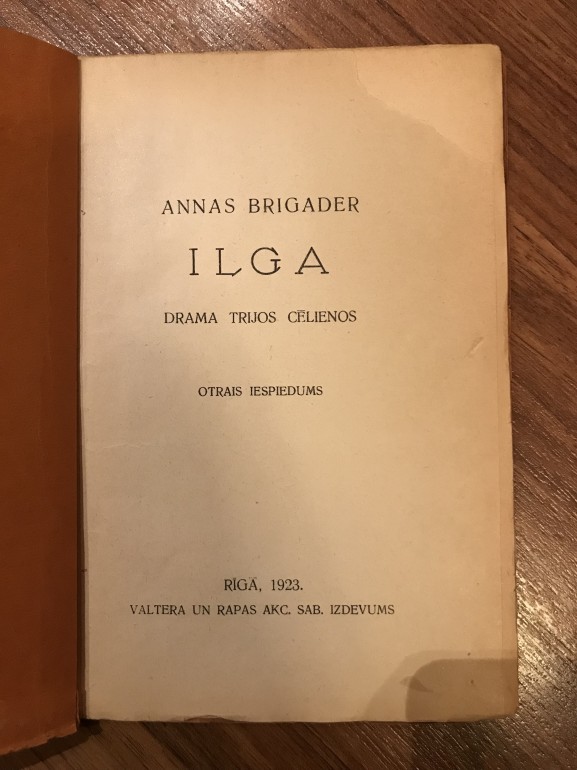 ANNAS BRIGADER
ILGA
DRAMA TRIJOS CĒLIENOS
OTRAIS IESPIEDUMS
RĪGĀ, 1923.
VALTERA UN RAPAS AKC. SAB. IZDEVUMS